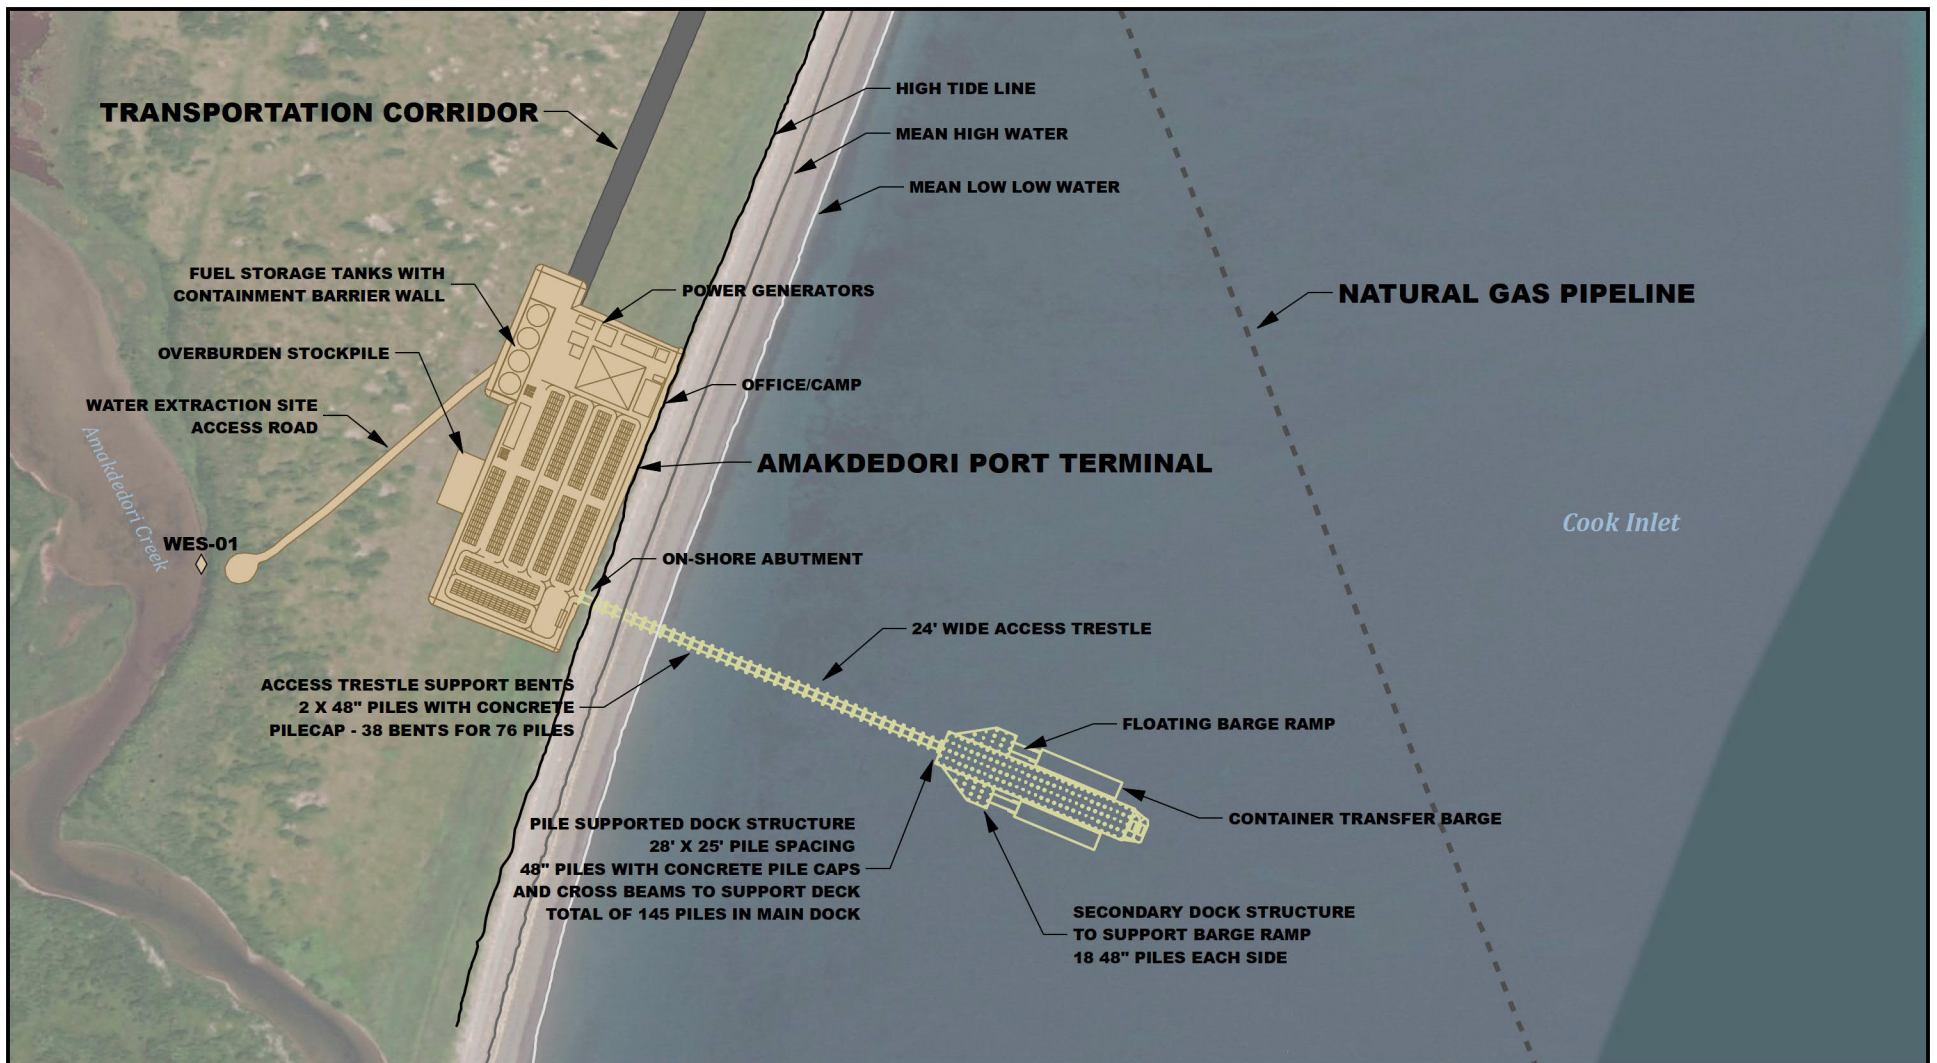 TRANSPORTATION CORRIDOR
HIGH TIDE LINE
MEAN HIGH WATER
MEAN LOW LOW WATER
FUEL STORAGE TANKS WITH
CONTAINMENT BARRIER WALL
POWER GENERATORS
NATURAL GAS PIPELINE
OVERBURDEN STOCKPILE
OFFICE/CAMP
WATER EXTRACTION SITE
ACCESS ROAD
AMAKDEDORI PORT TERMINAL
Amakdedori Creek
Cook Inlet
WES-01
ON-SHORE ABUTMENT
24' WIDE ACCESS TRESTLE
ACCESS TRESTLE SUPPORT BENTS
2 X 48" PILES WITH CONCRETE
PILECAP - 38 BENTS FOR 76 PILES
FLOATING BARGE RAMP
CONTAINER TRANSFER BARGE
PILE SUPPORTED DOCK STRUCTURE
28' X 25' PILE SPACING
48" PILES WITH CONCRETE PILE CAPS
AND CROSS BEAMS TO SUPPORT DECK
TOTAL OF 145 PILES IN MAIN DOCK
SECONDARY DOCK STRUCTURE
TO SUPPORT BARGE RAMP
18 48" PILES EACH SIDE